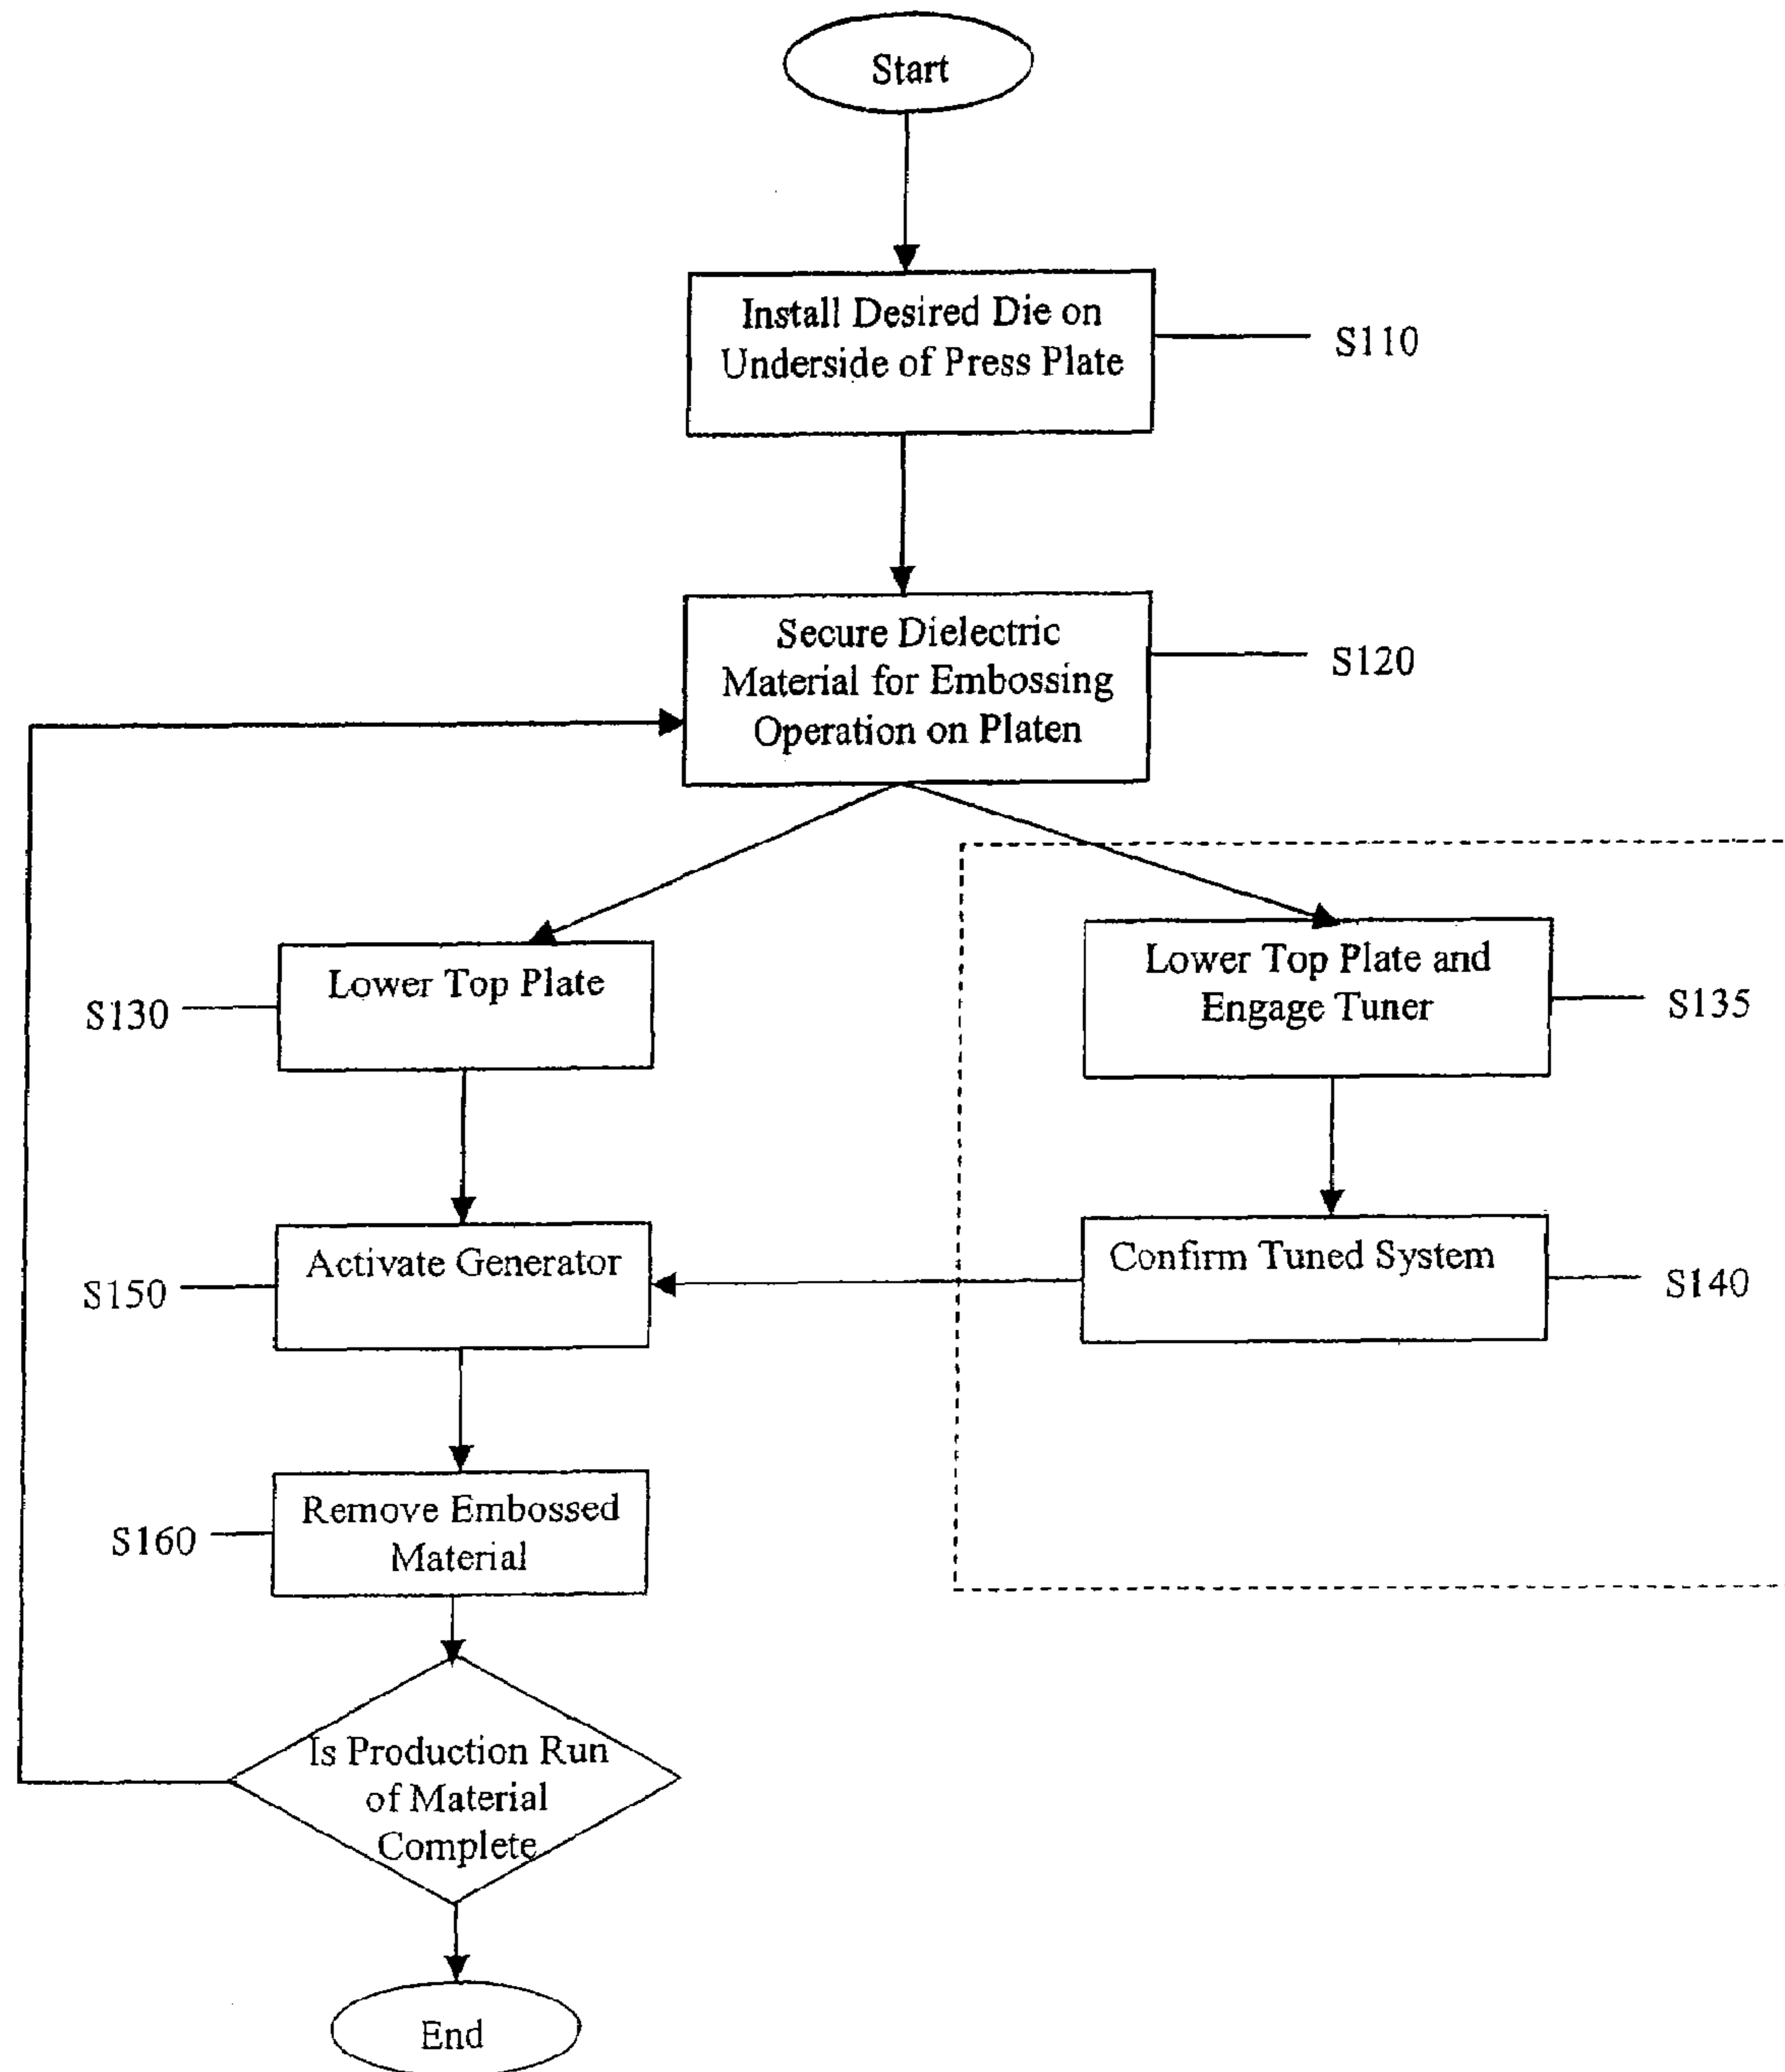 Start
Install Desired Die on
Underside of Press Plate
S110
Secure Dielectric
Material for Embossing
Operation on Platen
S120
Lower Top Plate
S130
Lower Top Plate and
Engage Tuner
S135
Activate Generator
S150
Confirm Tuned System
S140
Remove Embossed
Material
S160
Is Production Run
of Material
Complete
End